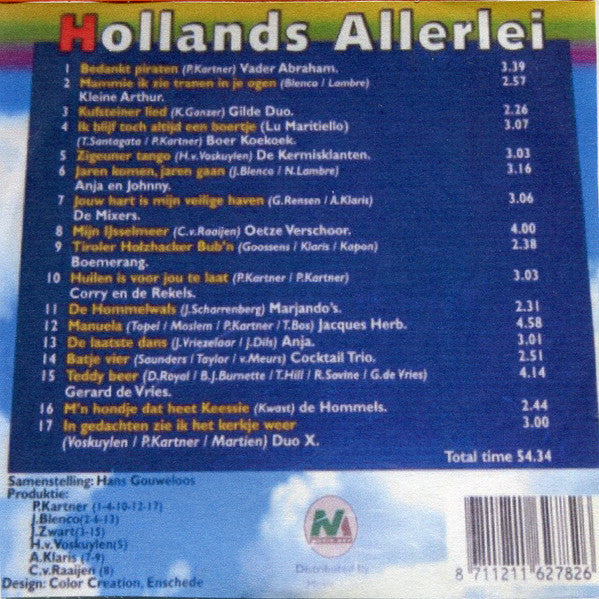 Hollands Allerlei
1 Bedankt piraten (P.Kartner) Vader Abraham. 3.39
2 Mammie ik zie tranen in je ogen (Blenco / Lambre) 2.57
Kleine Arthur.
3 Kufsteiner lied (K.Ganzer) Gilde Duo. 2.26
4 Ik blijf toch altijd een boertje (Lu Maritiello) 3.07
(T.Santagata / P.Kartner) Boer Koekoek.
5 Zigeuner tango (H.v.Voskuylen) De Kermisklanten. 3.03
6 Jaren komen, jaren gaan (J.Blenco / N.Lambre) 3.16
Anja en Johnny.
7 Jouw hart is mijn veilige haven (G.Rensen / A.Klaris) 3.06
De Mixers.
8 Mijn IJsselmeer (C.v.Raaijen) Oetze Verschoor. 4.00
9 Tiroler Holzhacker Bub'n (Goossens / Klaris / Kapon) 2.38
Boemerang.
10 Huilen is voor jou te laat (P.Kartner / P.Kartner) 3.03
Corry en de Rekels.
11 De Hommelwals (J.Scharrenberg) Marjando's. 2.31
12 Manuela (Topel / Moslem / P.Kartner / T.Bos) Jacques Herb. 4.58
13 De laatste dans (J.Vriezelaar / J.Dils) Anja. 3.01
14 Batje vier (Saunders / Taylor / v.Meurs) Cocktail Trio. 2.51
15 Teddy beer (D.Royal / B.J.Burnette / T.Hill / R.Sovine / G.de Vries) 4.14
Gerard de Vries.
16 M'n hondje dat heet Keessie (Kwast) de Hommels. 2.44
17 In gedachten zie ik het kerkje weer 3.00
(Voskuylen / P.Kartner / Martien) Duo X.
Total time 54.34
Samenstelling: Hans Gouweloos
Produktie:
P.Kartner (1-4-10-12-17)
J.Blenco(2-6-13)
J.Zwart(3-15)
H.v.Voskuylen(5)
A.Klaris (7-9)
C.v.Raaijen (8)
Design: Color Creation, Enschede
Distributed by
8 711211 627826